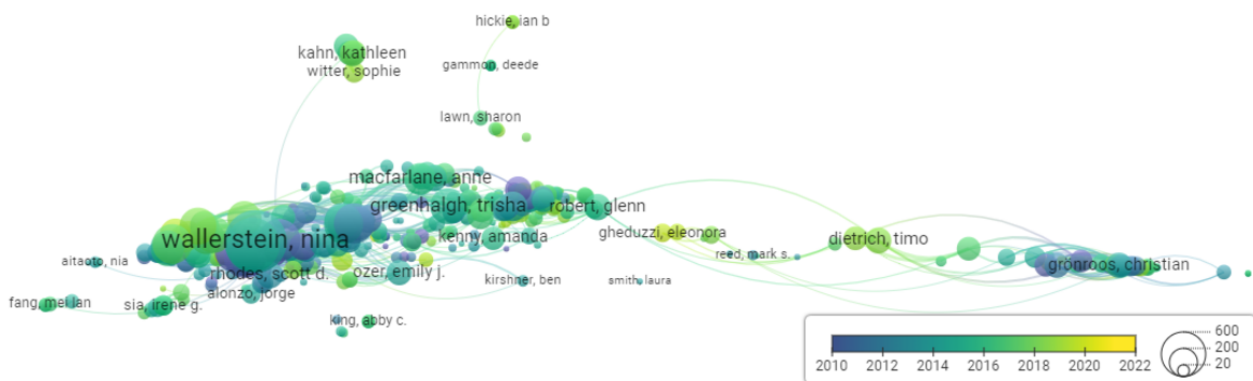 hickie, ian b
kahn, kathleen
gammon, deede
witter, sophie
lawn, sharon
macfarlane, anne
greenhalgh, trisha
robert, glenn
wallerstein, nina
kenny, amanda
gheduzzi, eleonora
dietrich, timo
reed, mark s.
aitaoto, nia
rhodes, scott d.
ozer, emily j.
grönroos, christian
kirshner, ben
smith, laura
alonzo, jorge
fang, mei lan
sia, irene g.
king, abby c.
600
200
20
2010 2012 2014 2016 2018 2020 2022